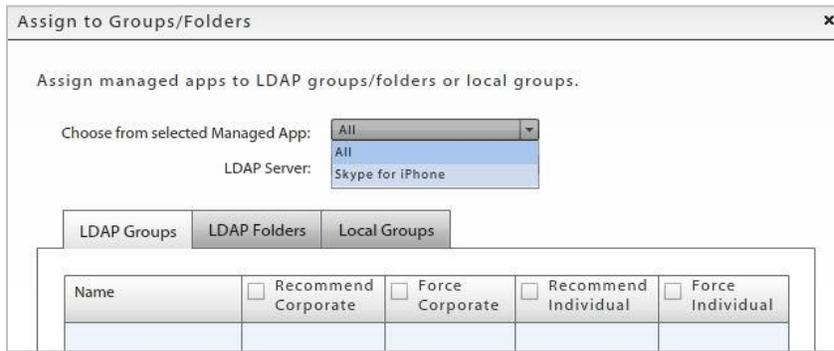 Assign to Groups/Folders x
Assign managed apps to LDAP groups/folders or local groups.
Choose from selected Managed App: All
All
LDAP Server: Skype for iPhone
LDAP Groups LDAP Folders Local Groups
Name Recommend Corporate Force Corporate Recommend Individual Force Individual